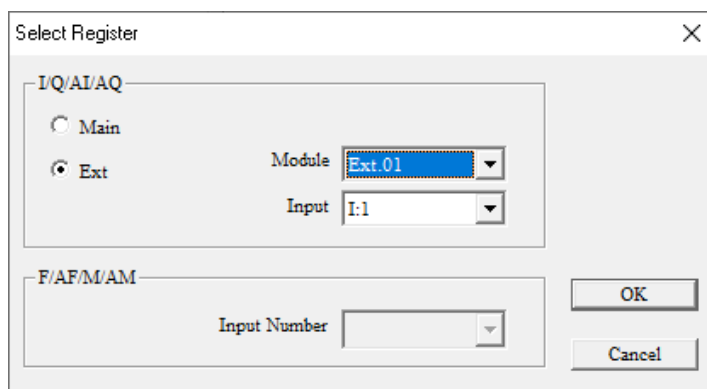 Select Register
I/Q/AI/AQ
Main
Ext
Module
Ext.01
Input
I:1
F/AF/M/AM
Input Number
OK
Cancel